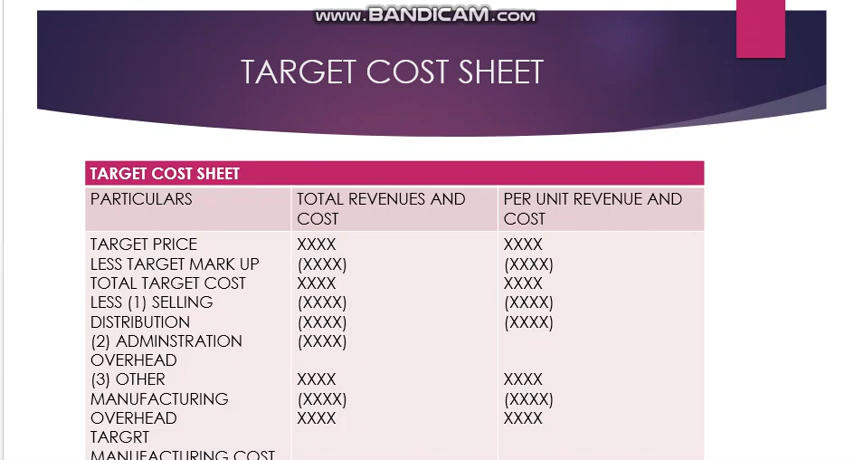 www.BANDICAM.com
TARGET COST SHEET
TARGET COST SHEET
PARTICULARS
TOTAL REVENUES AND
COST
PER UNIT REVENUE AND
COST
TARGET PRICE
LESS TARGET MARK UP
TOTAL TARGET COST
LESS (1) SELLING
DISTRIBUTION
(2) ADMINSTRATION
OVERHEAD
(3) OTHER
MANUFACTURING
OVERHEAD
TARGRT
MANUFACTURING COST
XXXX
(XXXX)
XXXX
(XXXX)
(XXXX)
(XXXX)
XXXX
(XXXX)
XXXX
XXXX
(XXXX)
XXXX
(XXXX)
(XXXX)
XXXX
(XXXX)
XXXX